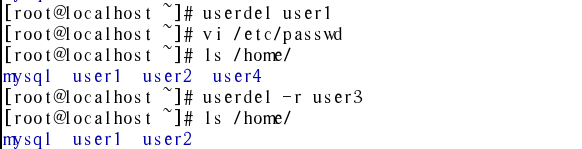 [root@localhost ~]# userdel user1
[root@localhost ~]# vi /etc/passwd
[root@localhost ~]# ls /home/
mysql user1 user2 user4
[root@localhost ~]# userdel -r user3
[root@localhost ~]# ls /home/
mysql user1 user2